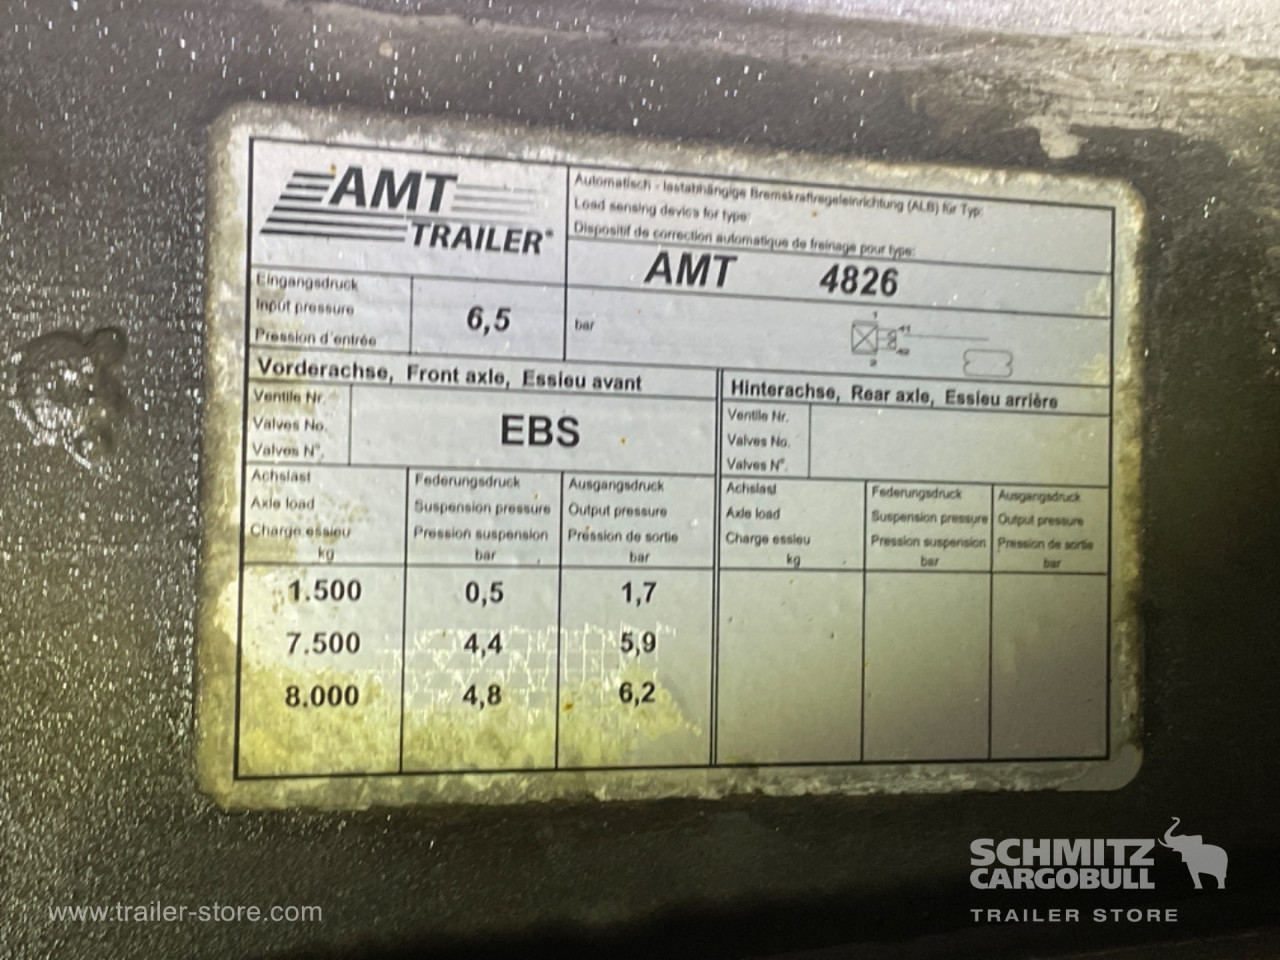 AMT
TRAILER®
Automatisch - lastabhängige Bremskraftregeleinrichtung (ALB) für Typ:
Load sensing device for type:
Dispositif de correction automatique de freinage pour type:
AMT 4826
Eingangsdruck
Input pressure
Pression d'entrée
6,5
bar
1
2
Vorderachse, Front axle, Essieu avant
Ventile Nr.
Valves No.
Valves N°.
EBS
Achslast
Axle load
Charge essieu
kg
Federungsdruck
Suspension pressure
Pression suspension
bar
Ausgangsdruck
Output pressure
Pression de sortie
bar
1.500 0,5 1,7
7.500 4,4 5,9
8.000 4,8 6,2
Hinterachse, Rear axle, Essieu arrière
Ventile Nr.
Valves No.
Valves N°.
Achslast
Axle load
Charge essieu
kg
Federungsdruck
Suspension pressure
Pression suspension
bar
Ausgangsdruck
Output pressure
Pression de sortie
bar
www.trailer-store.com
SCHMITZ
CARGOBULL
TRAILER STORE